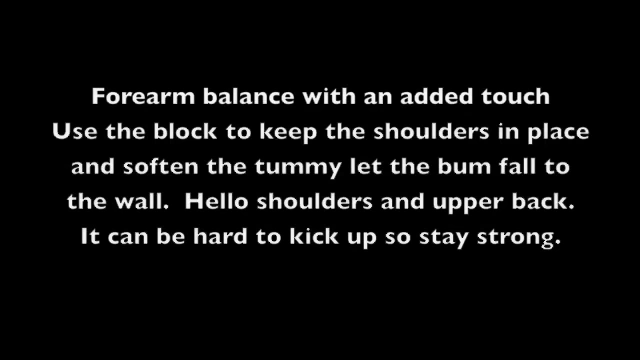 Forearm balance with an added touch
Use the block to keep the shoulders in place
and soften the tummy let the bum fall to
the wall.  Hello shoulders and upper back.
It can be hard to kick up so stay strong.